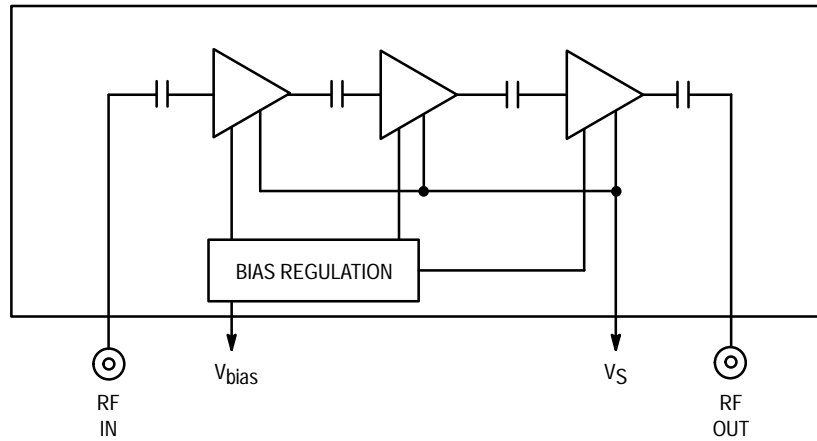 BIAS REGULATION
Vbias
VS
RF
IN
RF
OUT